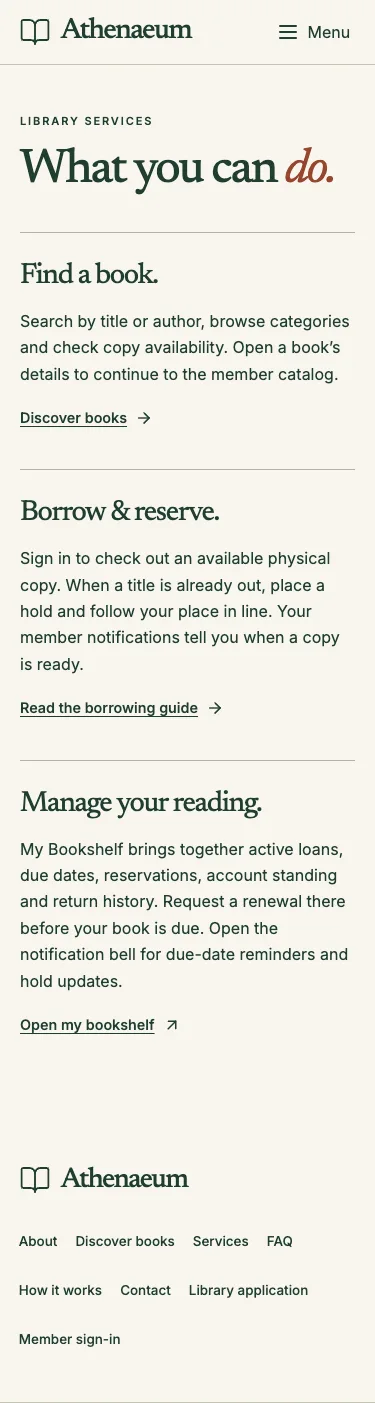 Athenaeum
Menu
LIBRARY SERVICES
What you can do.
Find a book.
Search by title or author, browse categories
and check copy availability. Open a book’s
details to continue to the member catalog.
Discover books
Borrow & reserve.
Sign in to check out an available physical
copy. When a title is already out, place a
hold and follow your place in line. Your
member notifications tell you when a copy
is ready.
Read the borrowing guide
Manage your reading.
My Bookshelf brings together active loans,
due dates, reservations, account standing
and return history. Request a renewal there
before your book is due. Open the
notification bell for due-date reminders and
hold updates.
Open my bookshelf
Athenaeum
About Discover books Services FAQ
How it works Contact Library application
Member sign-in